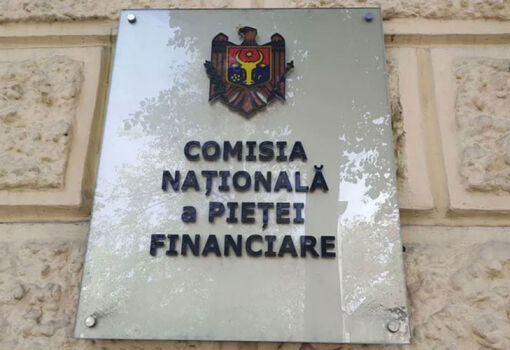 COMISIA
NAȚIONALĂ
a PIEȚEI
FINANCIARE